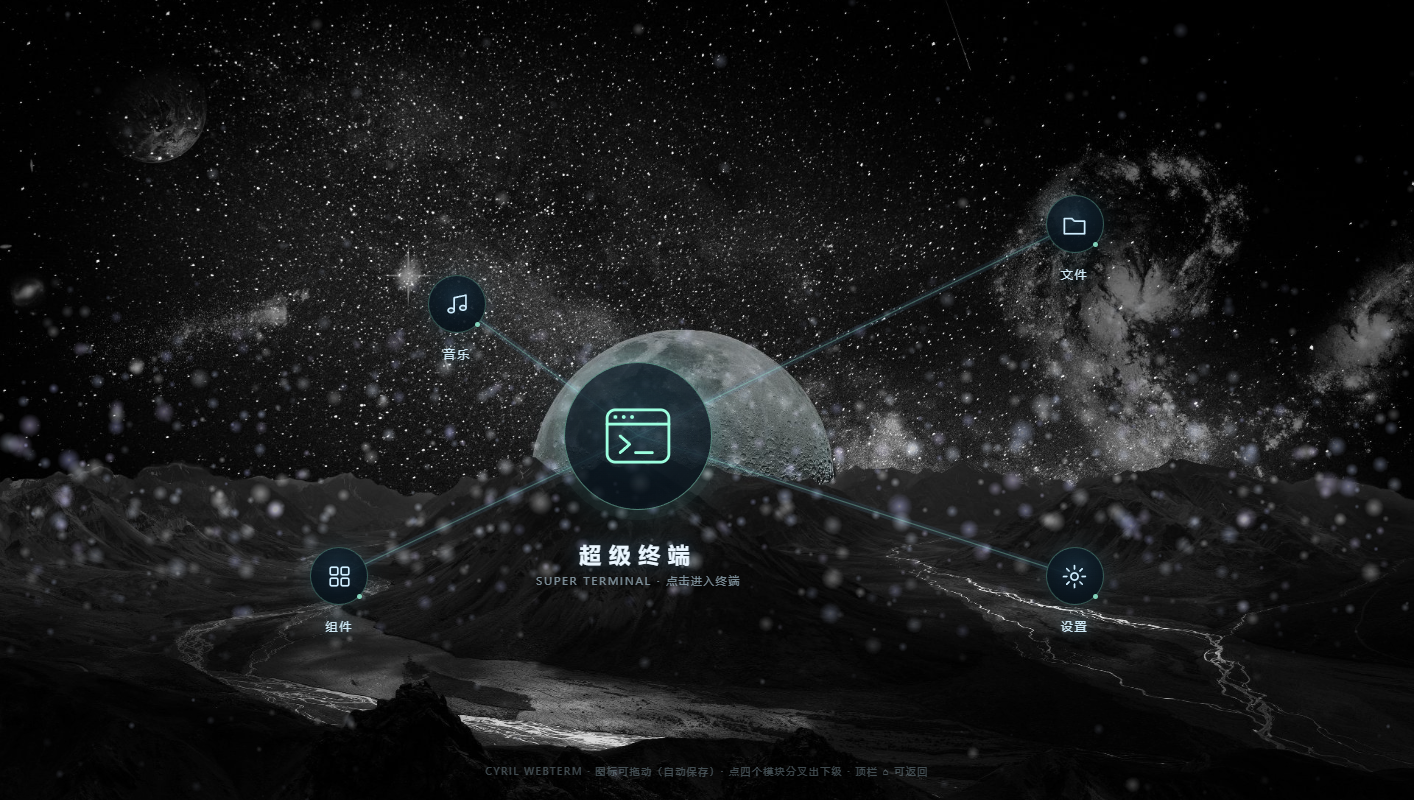 文件
音乐
超级终端
SUPER TERMINAL · 点击进入终端
组件
设置
CYRIL WEBTERM · 图标可拖动（自动保存）· 点四个模块分叉出下级 · 顶栏 ⌂ 可返回